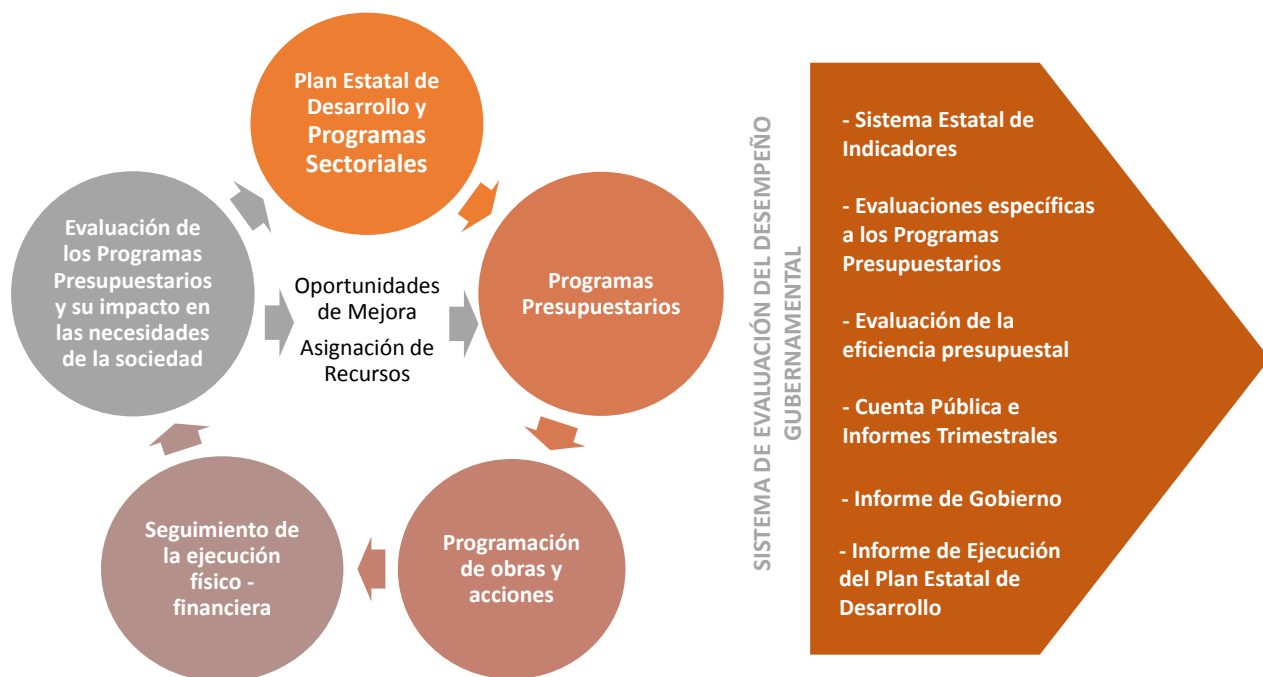 Plan Estatal de
Desarrollo y
Programas
Sectoriales
Programas
Presupuestarios
Programación
de obras y
acciones
Seguimiento de
la ejecución
físico -
financiera
Evaluación de
los Programas
Presupuestarios
y su impacto en
las necesidades
de la sociedad
Oportunidades
de Mejora
Asignación de
Recursos
SISTEMA DE EVALUACIÓN DEL DESEMPEÑO
GUBERNAMENTAL
- Sistema Estatal de
Indicadores
- Evaluaciones específicas
a los Programas
Presupuestarios
- Evaluación de la
eficiencia presupuestal
- Cuenta Pública e
Informes Trimestrales
- Informe de Gobierno
- Informe de Ejecución
del Plan Estatal de
Desarrollo